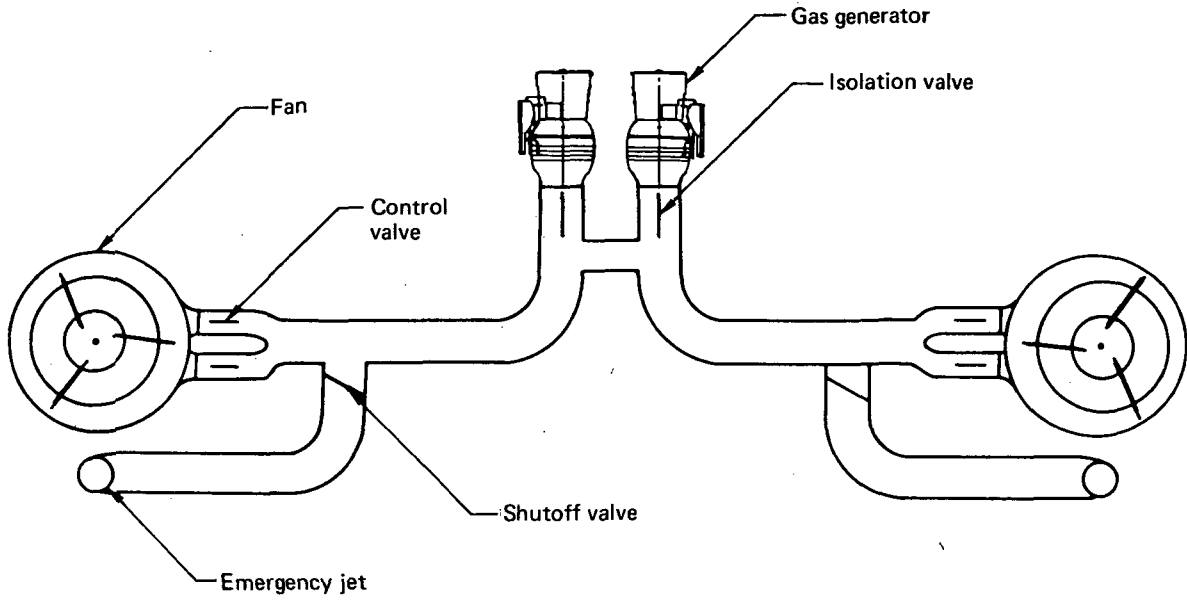 Gas generator
Isolation valve
Fan
Control
valve
Shutoff valve
Emergency jet